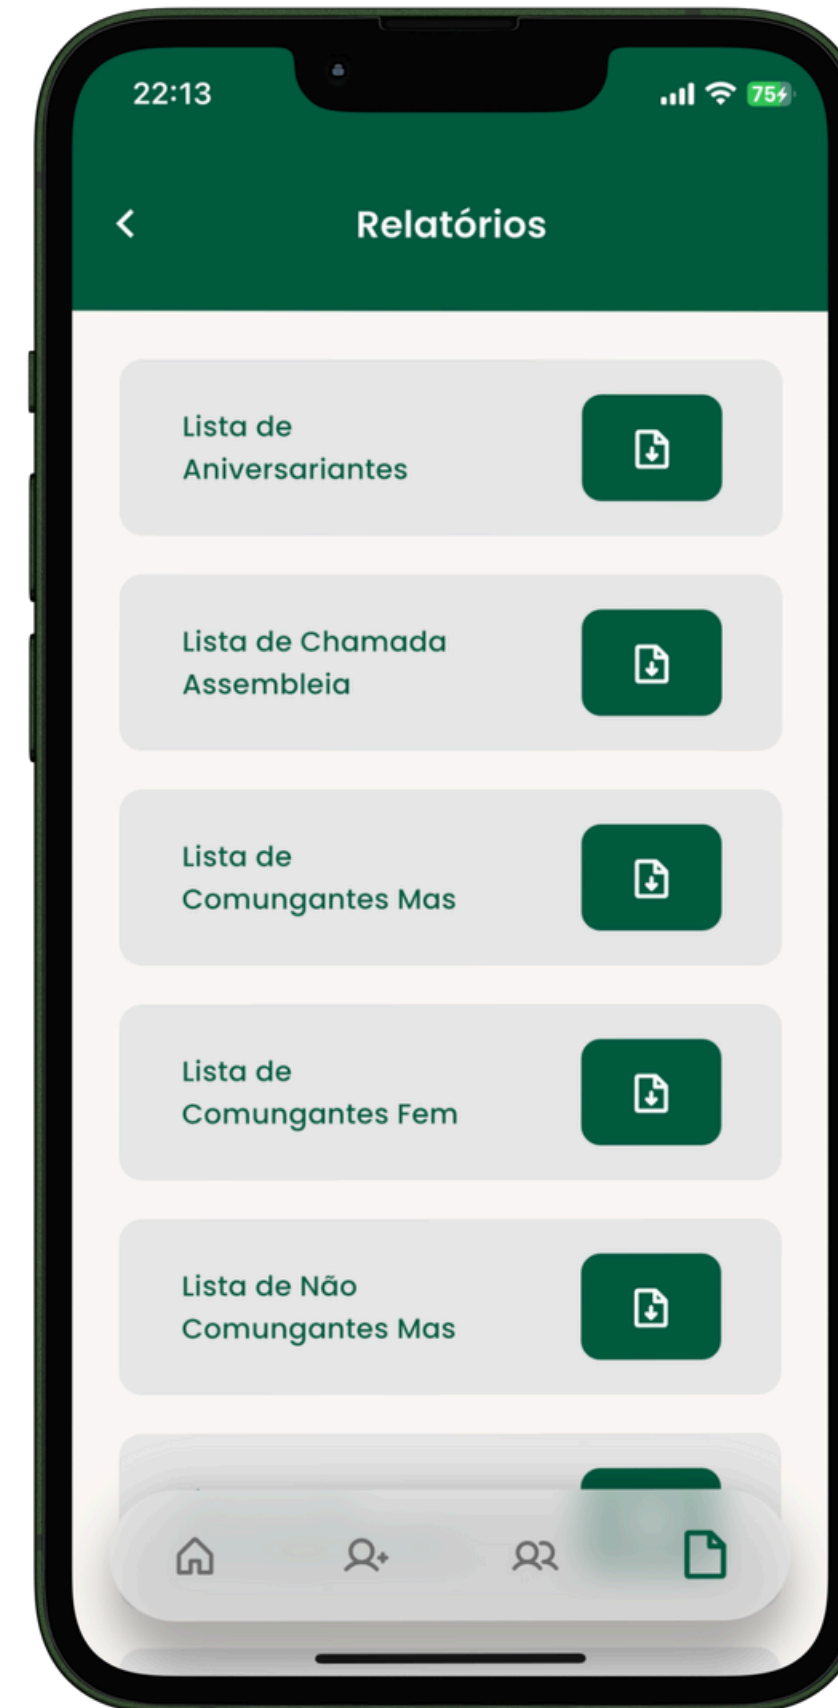 22:13
75
Relatórios
Lista de
Aniversariantes
Lista de Chamada
Assembleia
Lista de
Comungantes Mas
Lista de
Comungantes Fem
Lista de Não
Comungantes Mas